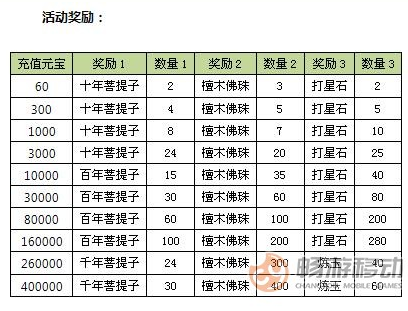 活动奖励：
充值元宝 奖励1 数量1 奖励2 数量2 奖励3 数量3
60 十年菩提子 2 檀木佛珠 3 打星石 2
300 十年菩提子 4 檀木佛珠 5 打星石 5
1000 十年菩提子 8 檀木佛珠 7 打星石 10
3000 十年菩提子 24 檀木佛珠 20 打星石 25
10000 百年菩提子 15 檀木佛珠 35 打星石 40
30000 百年菩提子 30 檀木佛珠 60 打星石 80
80000 百年菩提子 60 檀木佛珠 100 打星石 200
160000 百年菩提子 100 檀木佛珠 200 打星石 280
260000 千年菩提子 24 檀木佛珠 300 炼玉 40
400000 千年菩提子 30 檀木佛珠 400 炼玉 60
畅游移动